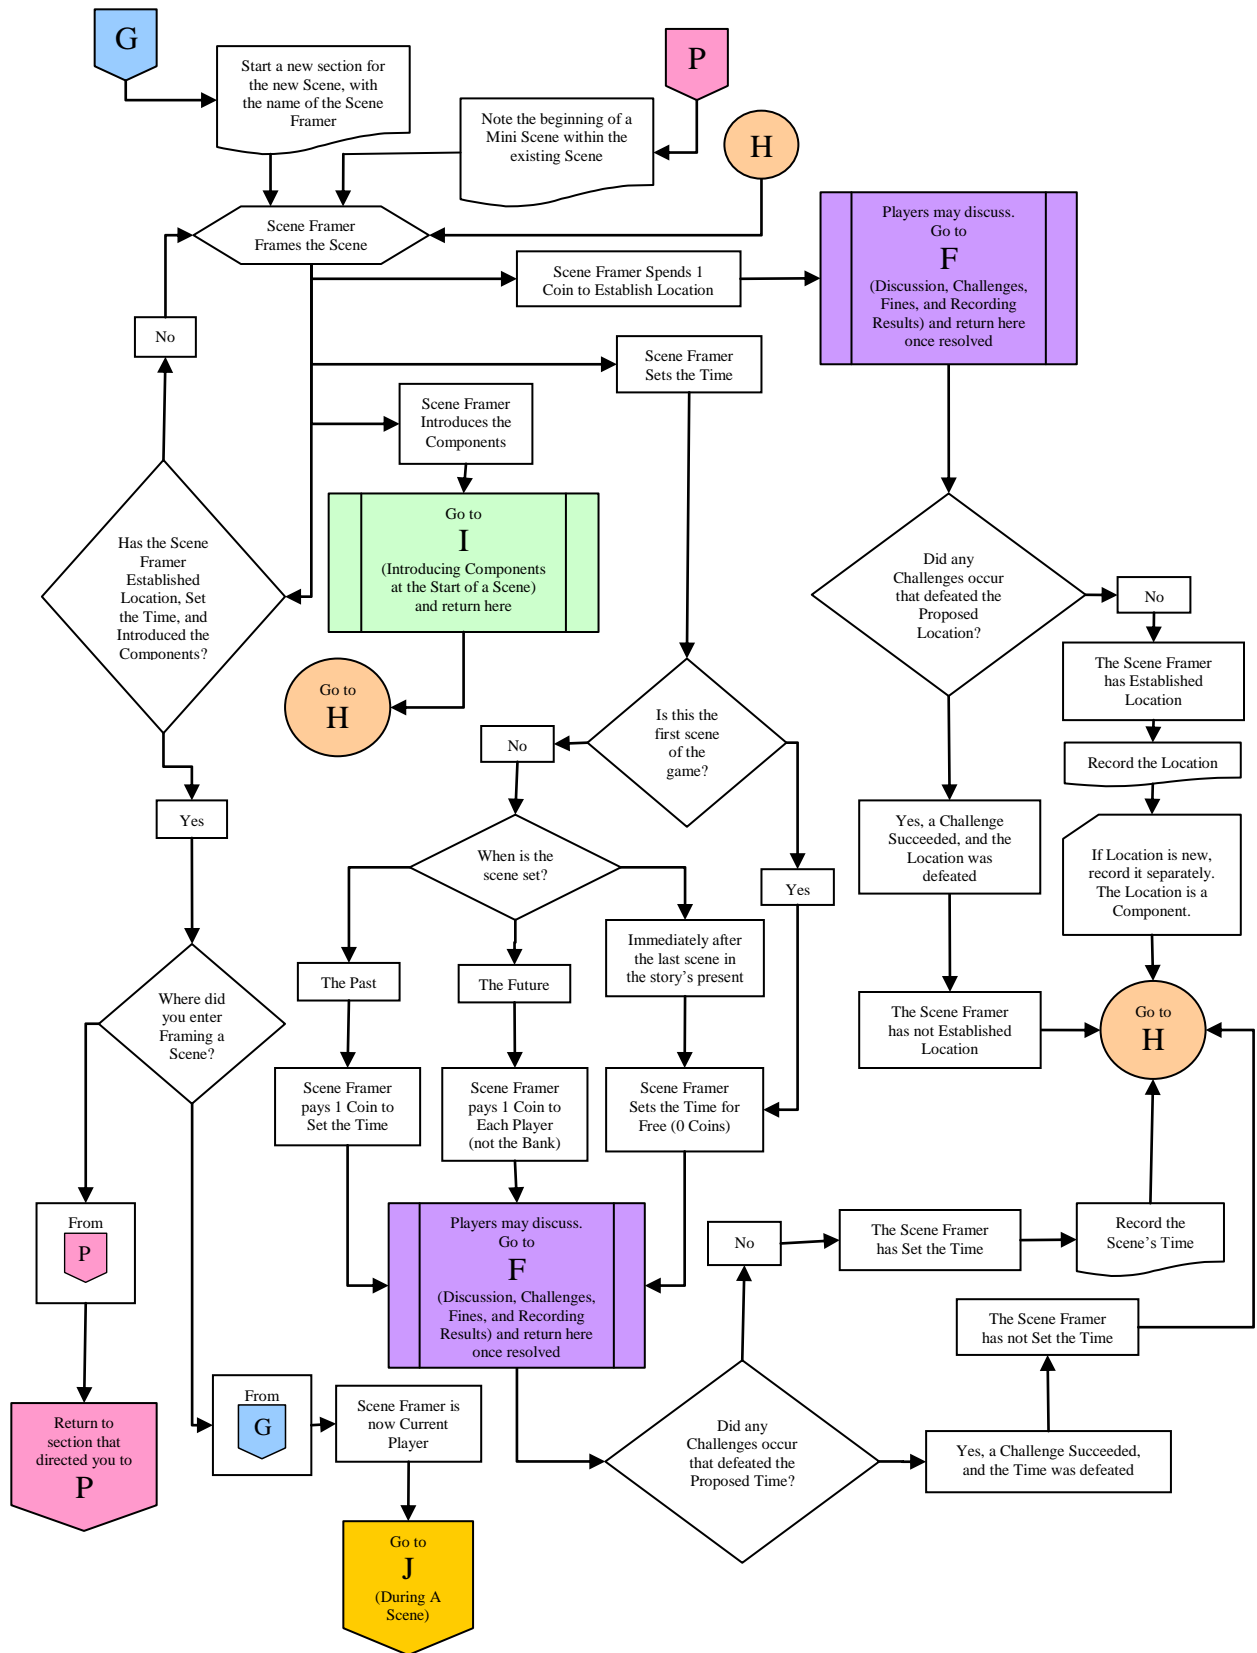 G
Start a new section for
the new Scene, with
the name of the Scene
Framer
P
Note the beginning of a
Mini Scene within the
existing Scene
H
Scene Framer
Frames the Scene
Players may discuss.
Go to
F
(Discussion, Challenges,
Fines, and Recording
Results) and return here
once resolved
Scene Framer Spends 1
Coin to Establish Location
No
Scene Framer
Sets the Time
Scene Framer
Introduces the
Components
Go to
I
(Introducing Components
at the Start of a Scene)
and return here
Has the Scene
Framer
Established
Location, Set
the Time, and
Introduced the
Components?
Did any
Challenges occur
that defeated the
Proposed
Location?
No
The Scene Framer
has Established
Location
Go to
H
Is this the
first scene
of the
game?
No
Record the Location
Yes
Yes, a Challenge
Succeeded, and the
Location was
defeated
If Location is new,
record it separately.
The Location is a
Component.
When is the
scene set?
Yes
Immediately after
the last scene in
the story's present
The Past
The Future
Where did
you enter
Framing a
Scene?
The Scene Framer
has not Established
Location
Go to
H
Scene Framer
pays 1 Coin to
Set the Time
Scene Framer
pays 1 Coin to
Each Player
(not the Bank)
Scene Framer
Sets the Time for
Free (0 Coins)
From
P
Players may discuss.
Go to
F
(Discussion, Challenges,
Fines, and Recording
Results) and return here
once resolved
No
The Scene Framer
has Set the Time
Record the
Scene's Time
The Scene Framer
has not Set the Time
From
G
Scene Framer is
now Current
Player
Return to
section that
directed you to
P
Did any
Challenges occur
that defeated the
Proposed Time?
Yes, a Challenge Succeeded,
and the Time was defeated
Go to
J
(During A
Scene)